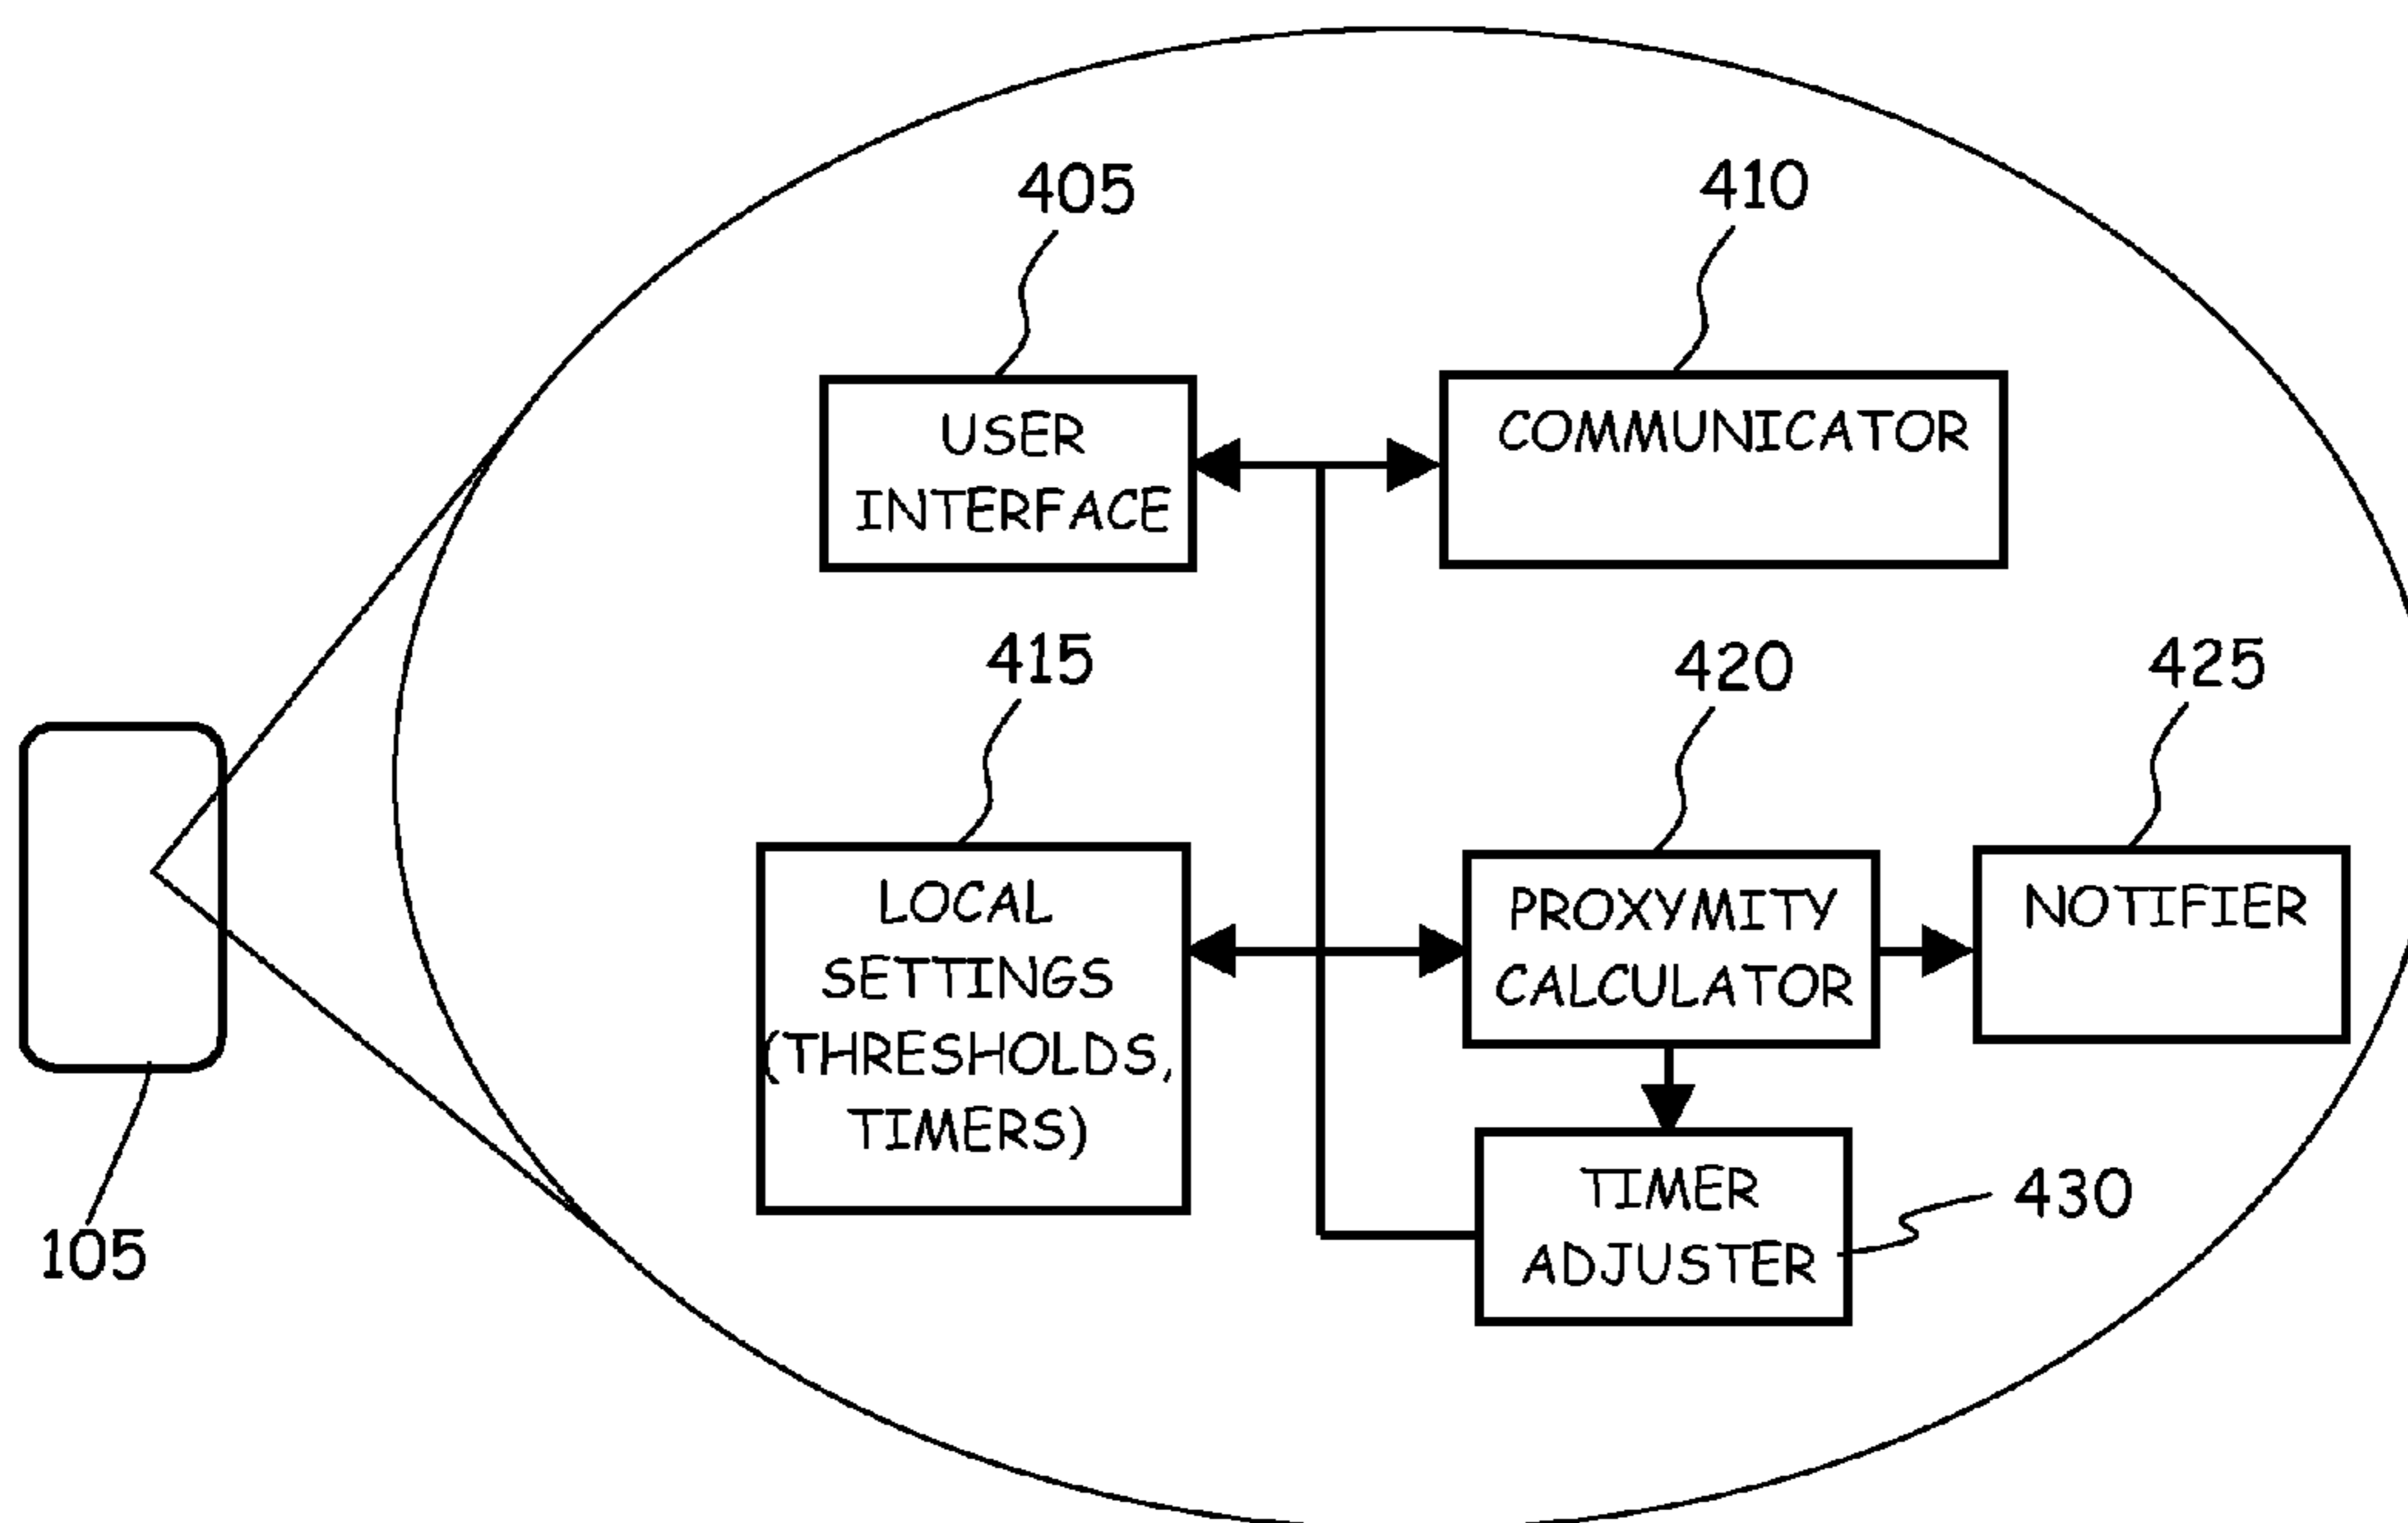 405
410
USER
INTERFACE
COMMUNICATOR
415
420
425
LOCAL
SETTINGS
(THRESHOLDS,
TIMERS)
PROXYMITY
CALCULATOR
NOTIFIER
TIMER
ADJUSTER
430
105